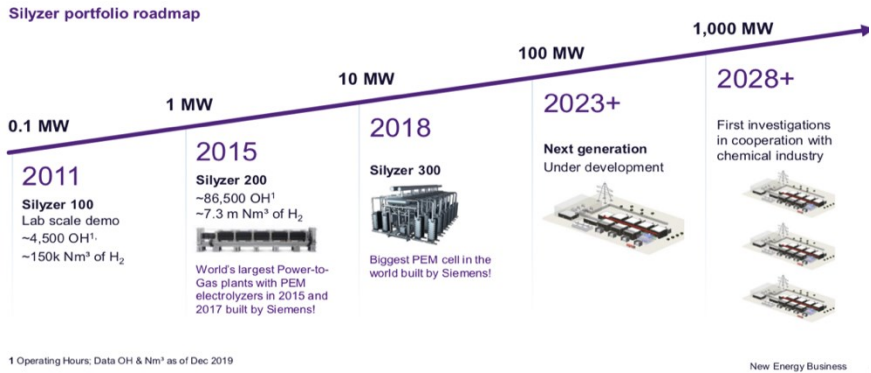 Silyzer portfolio roadmap
0.1 MW
1 MW
10 MW
100 MW
1,000 MW
2011
Silyzer 100
Lab scale demo
~4,500 OH¹·
~150k Nm³ of H₂
2015
Silyzer 200
~86,500 OH¹
~7.3 m Nm³ of H₂
World's largest Power-to-
Gas plants with PEM
electrolyzers in 2015 and
2017 built by Siemens!
2018
Silyzer 300
Biggest PEM cell in the
world built by Siemens!
2023+
Next generation
Under development
2028+
First investigations
in cooperation with
chemical industry
1 Operating Hours; Data OH & Nm³ as of Dec 2019
New Energy Business